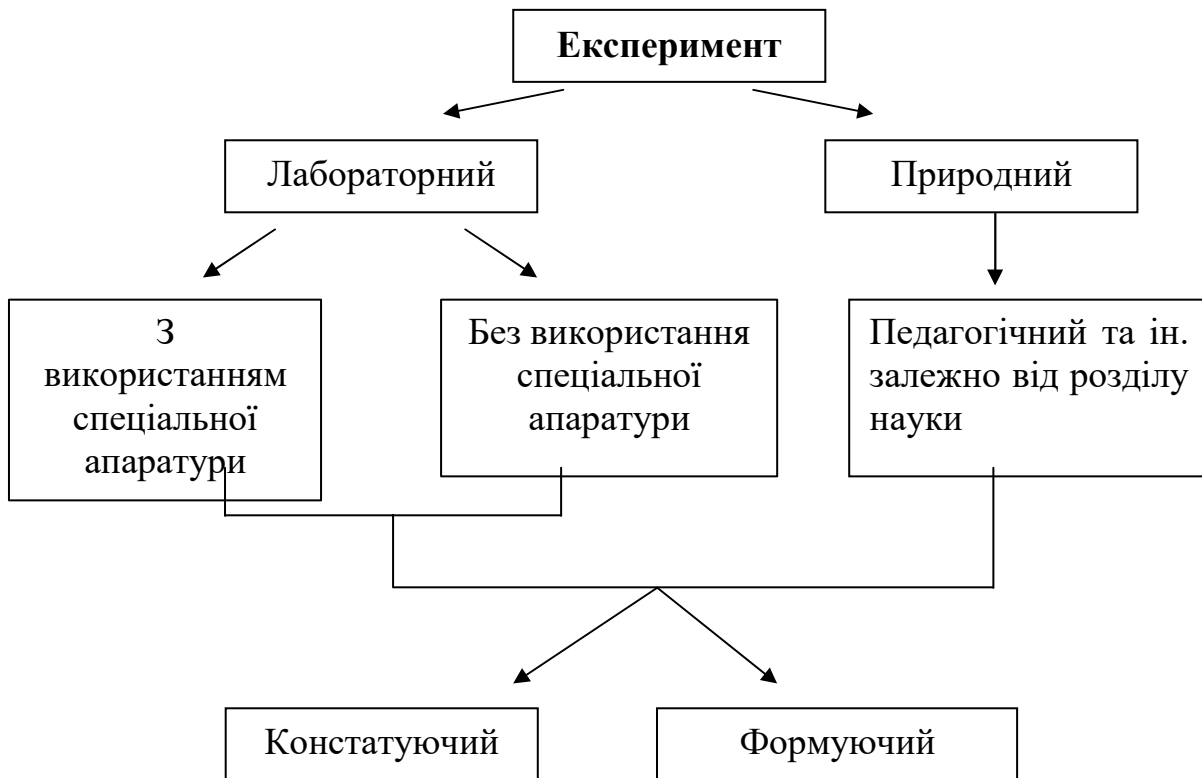 Експеримент
Лабораторний
Природний
З
використанням
спеціальної
апаратури
Без використання
спеціальної
апаратури
Педагогічний та ін.
залежно від розділу
науки
Констатуючий
Формуючий